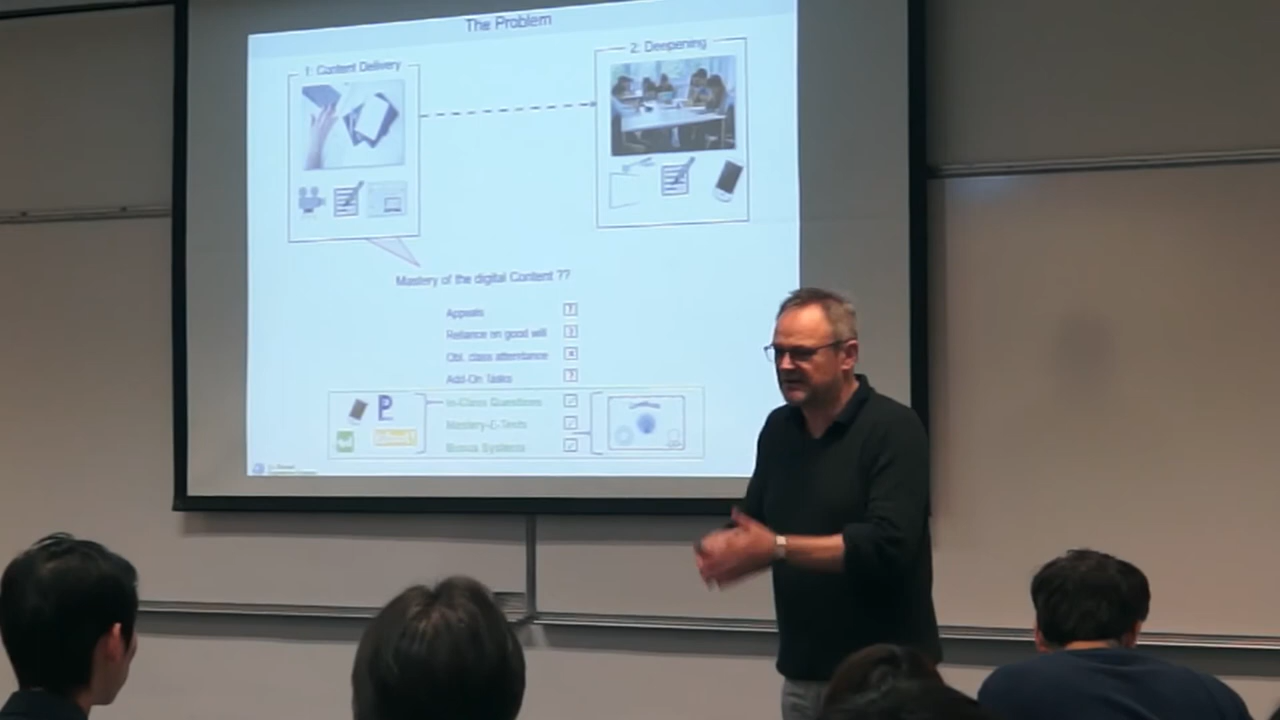 The Problem
1: Content Delivery
2: Deepening
Mastery of the digital Content ??
Appeals
Reliance on good will
Obl. class attendance
Add-On Tasks
In-Class Questions
Mastery-E-Tests
Bonus Systems